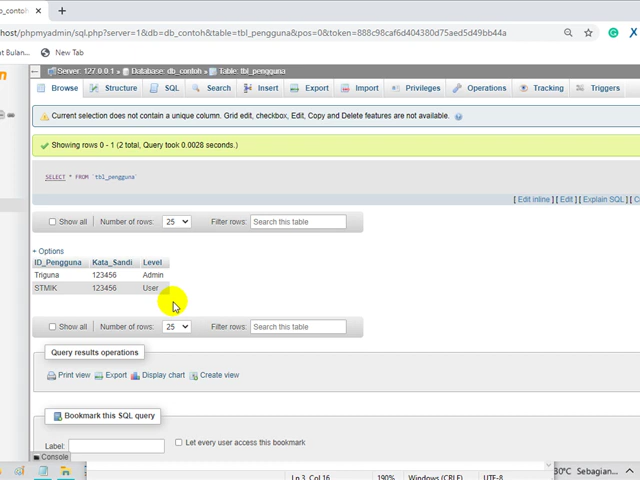 o_contoh
host/phpmyadmin/sql.php?server=1&db=db_contoh&table=tbl_pengguna&pos=0&token=888c98caf6d404380d75aed5d49bb44a
it Bulan... New Tab
Server: 127.0.0.1 » Database: db_contoh » Table: tbl_pengguna
Browse Structure SQL Search Insert Export Import Privileges Operations Tracking Triggers
Current selection does not contain a unique column. Grid edit, checkbox, Edit, Copy and Delete features are not available.
Showing rows 0 - 1 (2 total, Query took 0.0028 seconds.)
SELECT * FROM `tbl_pengguna`
[ Edit inline ] [ Edit ] [ Explain SQL ] [ C
Show all Number of rows: 25 Filter rows: Search this table
+ Options
ID_Pengguna Kata_Sandi Level
Triguna 123456 Admin
STMIK 123456 User
Show all Number of rows: 25 Filter rows: Search this table
Query results operations
Print view Export Display chart Create view
Bookmark this SQL query
Label: Let every user access this bookmark
Console
30°C Sebagian...
Ln 3, Col 16 190% Windows (CRLF) UTF-8